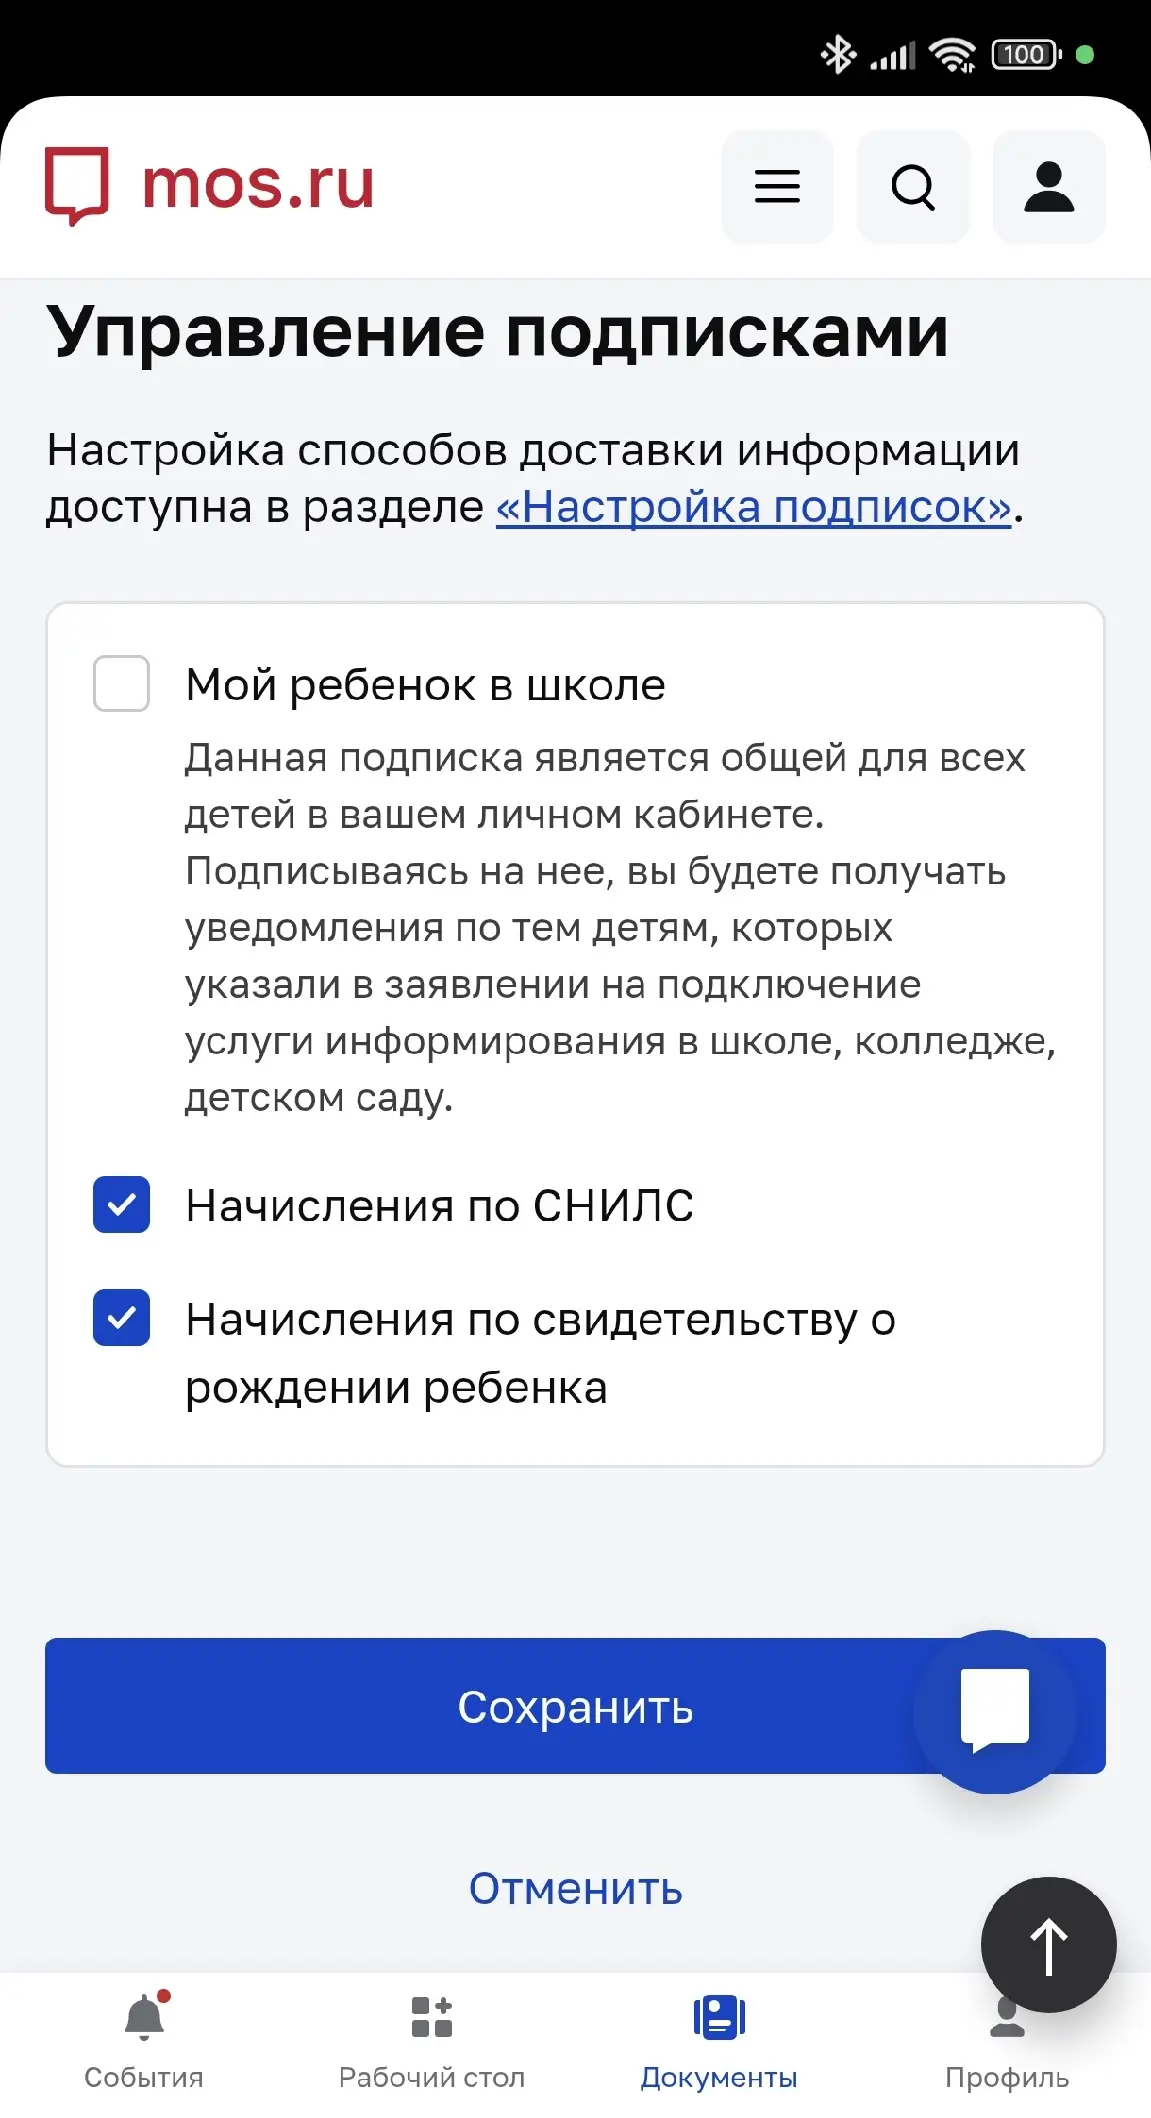 100
mos.ru
Управление подписками
Настройка способов доставки информации
доступна в разделе «Настройка подписок».
Мой ребенок в школе
Данная подписка является общей для всех
детей в вашем личном кабинете.
Подписываясь на нее, вы будете получать
уведомления по тем детям, которых
указали в заявлении на подключение
услуги информирования в школе, колледже,
детском саду.
Начисления по СНИЛС
Начисления по свидетельству о
рождении ребенка
Сохранить
Отменить
События
Рабочий стол
Документы
Профиль